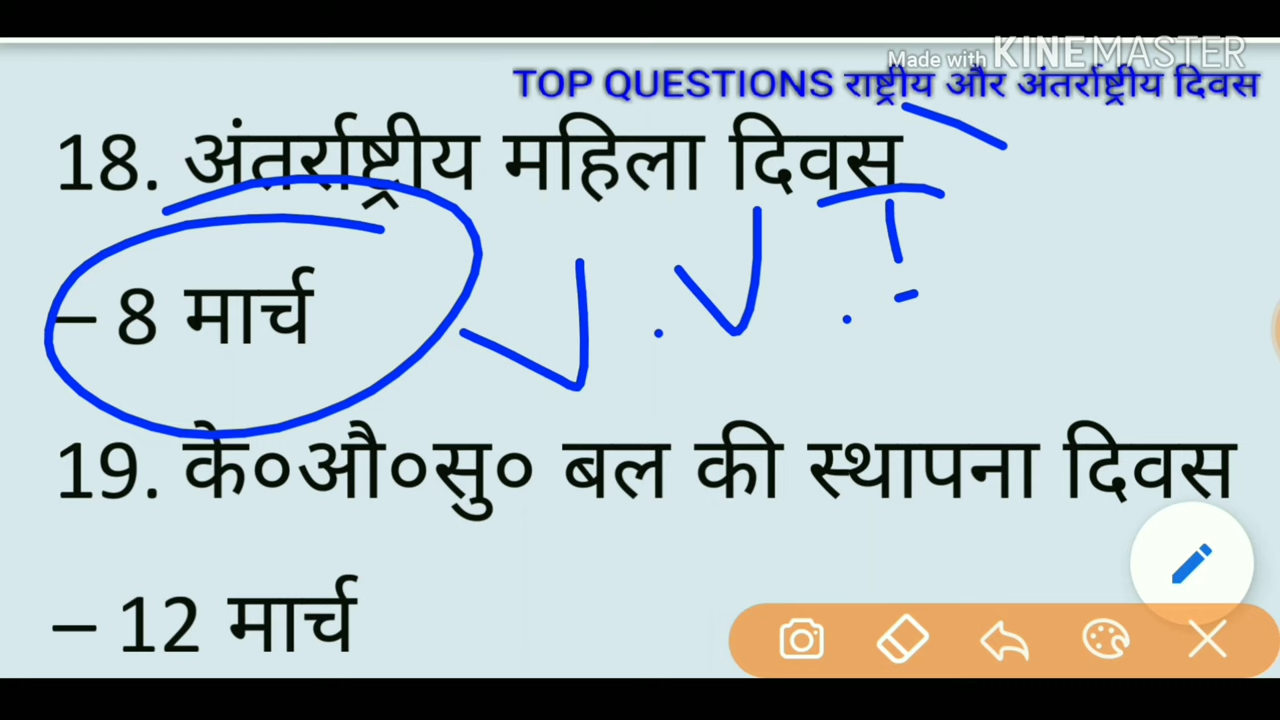 Made with KINEMASTER
TOP QUESTIONS राष्ट्रीय और अंतर्राष्ट्रीय दिवस
18. अंतर्राष्ट्रीय महिला दिवस
– 8 मार्च
V.V.!
19. के०औ०सु० बल की स्थापना दिवस
– 12 मार्च